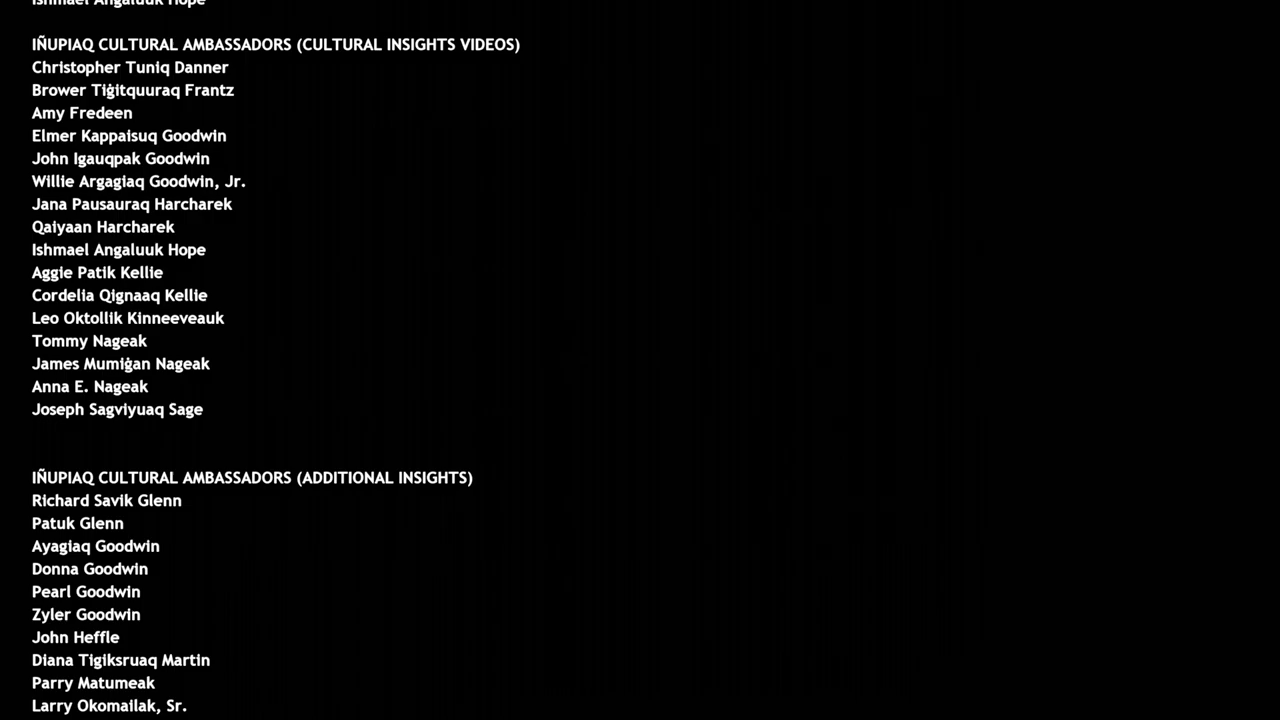 Ishmael Angaluuk Hope
IÑUPIAQ CULTURAL AMBASSADORS (CULTURAL INSIGHTS VIDEOS)
Christopher Tuniq Danner
Brower Tiġitquuraq Frantz
Amy Fredeen
Elmer Kappaisuq Goodwin
John Igauqpak Goodwin
Willie Argagiaq Goodwin, Jr.
Jana Pausauraq Harcharek
Qaiyaan Harcharek
Ishmael Angaluuk Hope
Aggie Patik Kellie
Cordelia Qignaaq Kellie
Leo Oktollik Kinneeveauk
Tommy Nageak
James Mumiġan Nageak
Anna E. Nageak
Joseph Sagviyuaq Sage
IÑUPIAQ CULTURAL AMBASSADORS (ADDITIONAL INSIGHTS)
Richard Savik Glenn
Patuk Glenn
Ayagiaq Goodwin
Donna Goodwin
Pearl Goodwin
Zyler Goodwin
John Heffle
Diana Tigiksruaq Martin
Parry Matumeak
Larry Okomailak, Sr.